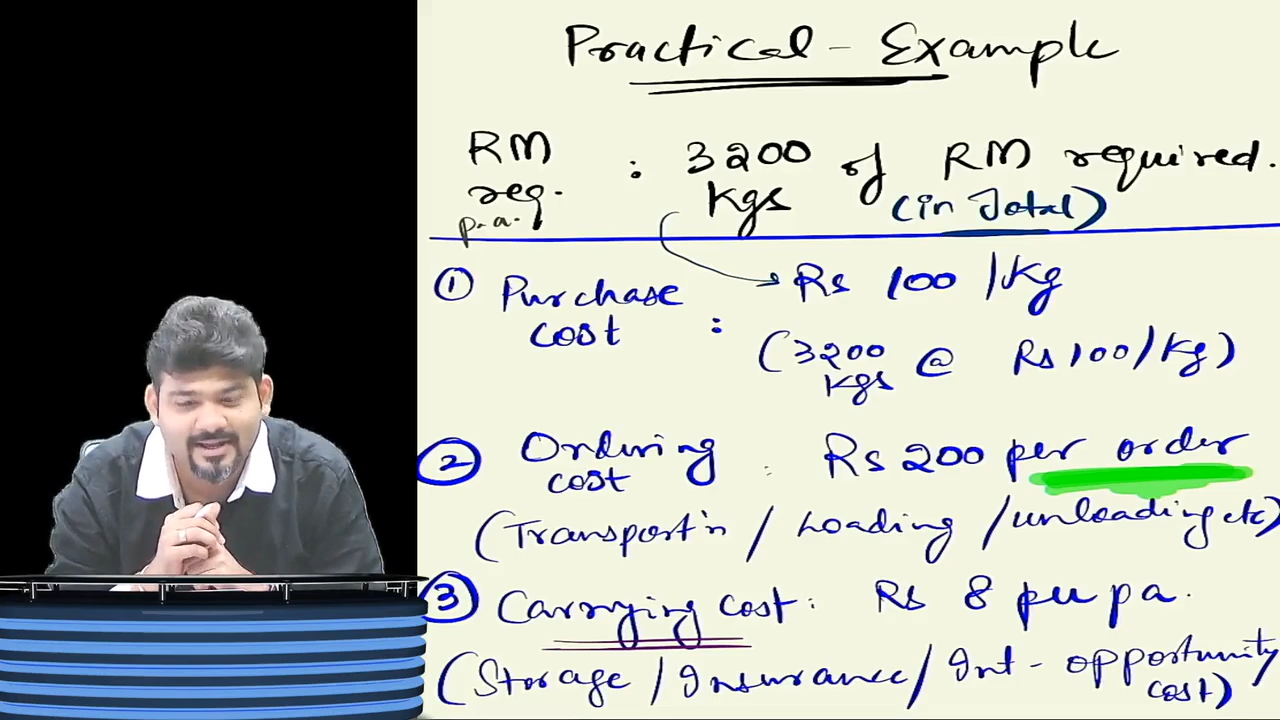 Practical - Example
RM req. p.a. : 3200 Kgs of RM required. (in Total)
① Purchase cost : Rs 100 /Kg
(3200 Kgs @ Rs 100/Kg)
② Ordering cost : Rs 200 per order
(Transport'n / Loading / unloading etc)
③ Carrying cost : Rs 8 pu pa.
(Storage / Insurance / Int - opportunity cost)